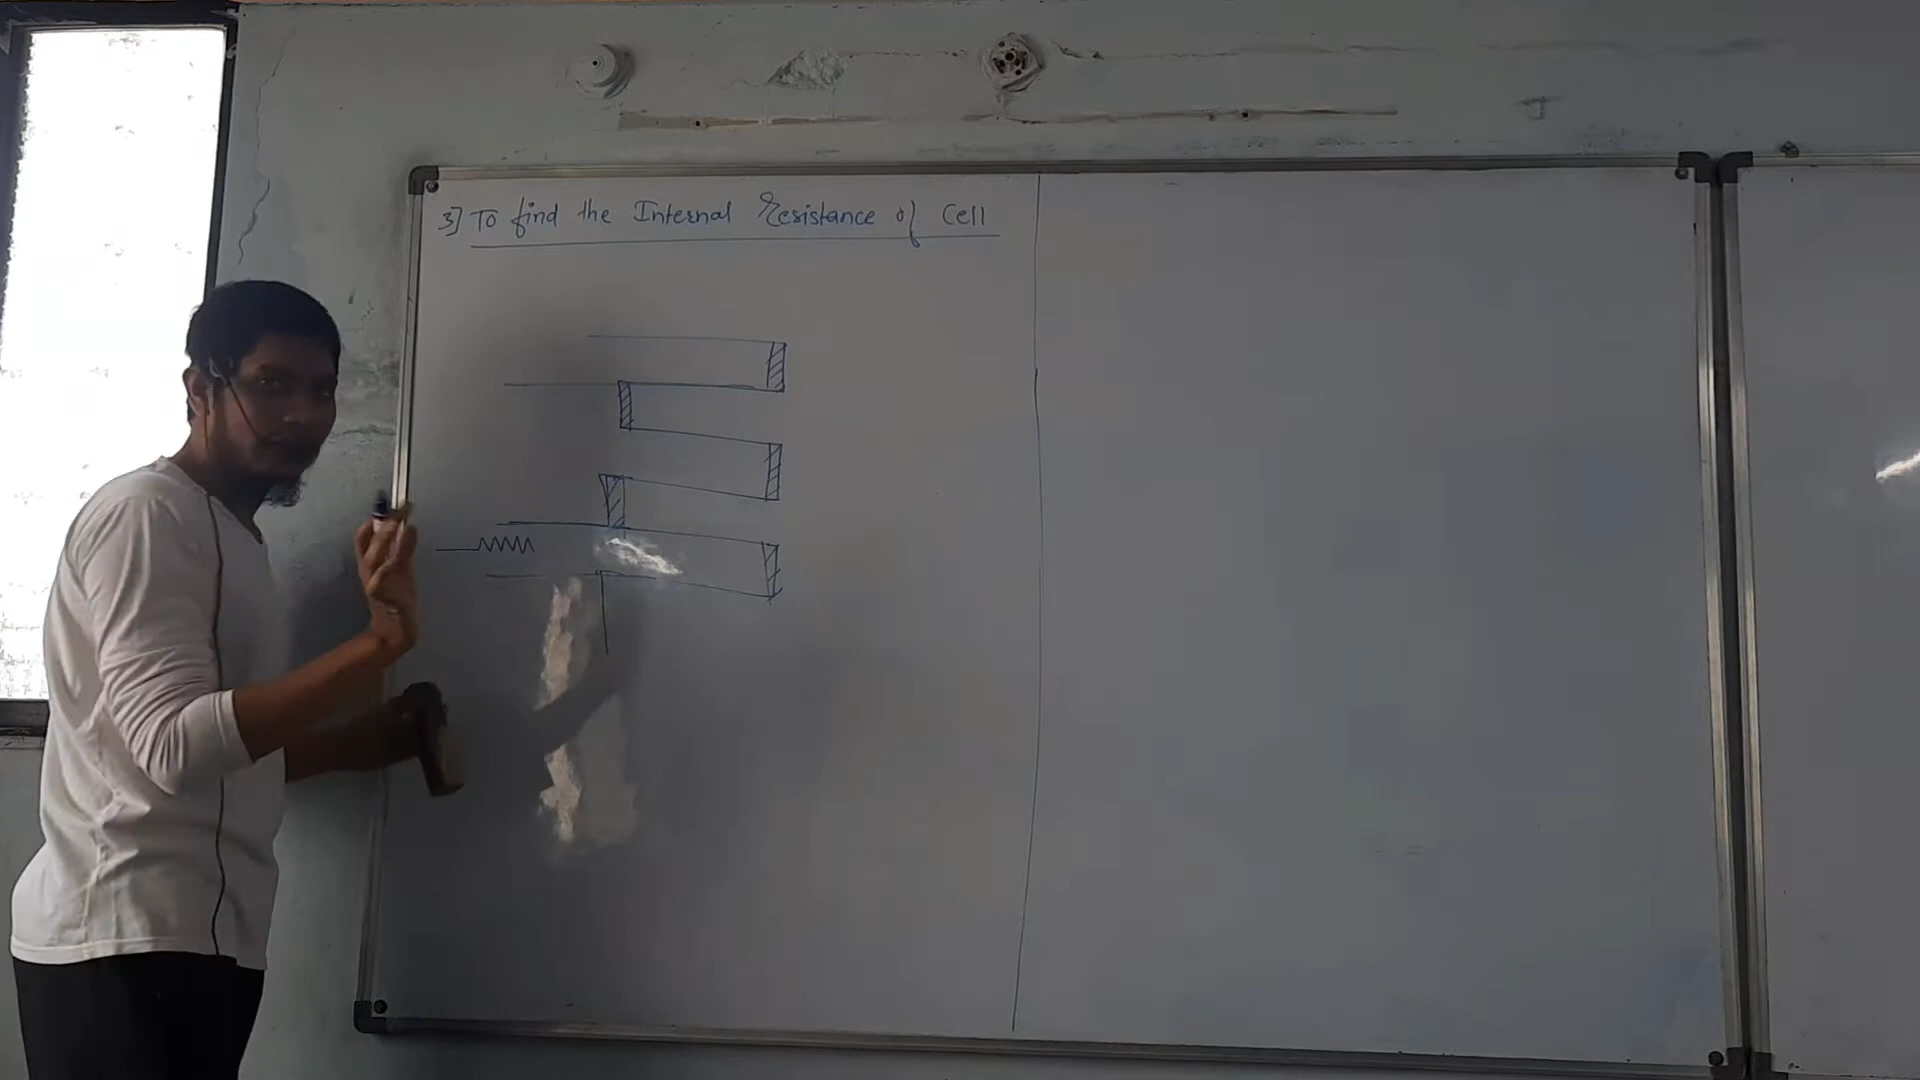 3] To find the Internal Resistance of Cell